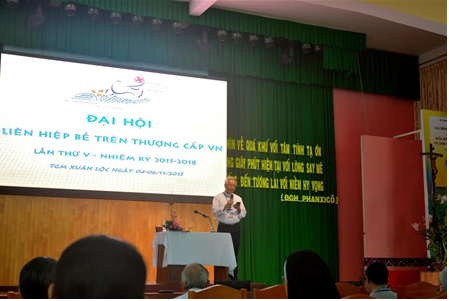 ĐẠI HỘI
LIÊN HIỆP BỀ TRÊN THƯỢNG CẤP VN
LẦN THỨ V - NHIỆM KỲ 2015-2018
TGM XUÂN LỘC NGÀY 04-06/11/2015
VỀ QUÁ KHỨ VỚI TÂM TÌNH TẠ ƠN
GIÂY PHÚT HIỆN TẠI VỚI LÒNG SAY MÊ
ĐẾN TƯƠNG LAI VỚI NIỀM HY VỌNG
(ĐGH. PHANXICÔ)